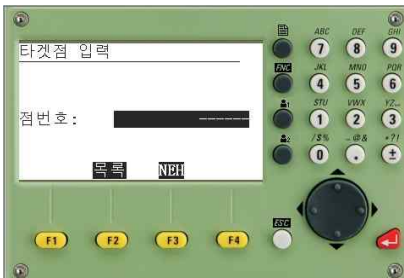 타겟점 입력
점번호: ------
목록 NEH
F1 F2 F3 F4
FNC
ESC
ABC DEF GHI
7 8 9
JKL MNO PQR
4 5 6
STU VWX YZ_
1 2 3
/$% _@& *?!
0 . ±